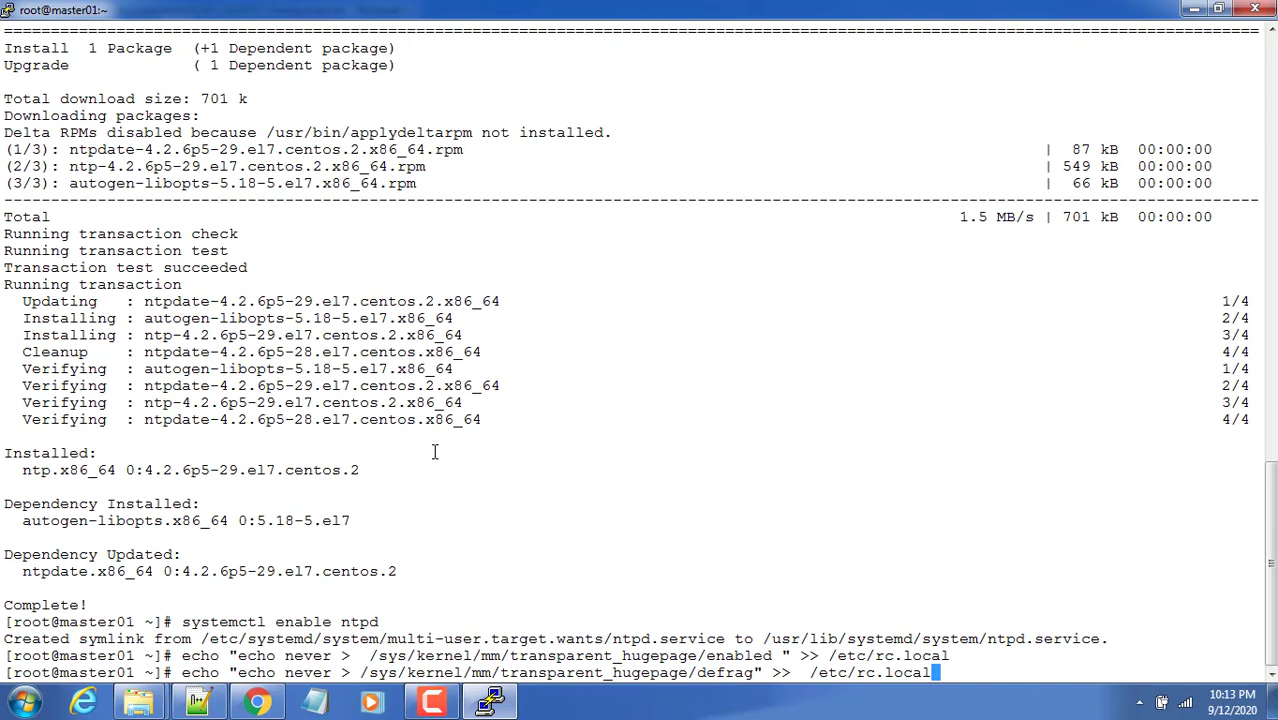 root@master01:~
================================================================================
Install  1 Package  (+1 Dependent package)
Upgrade             ( 1 Dependent package)
Total download size: 701 k
Downloading packages:
Delta RPMs disabled because /usr/bin/applydeltarpm not installed.
(1/3): ntpdate-4.2.6p5-29.el7.centos.2.x86_64.rpm | 87 kB 00:00:00
(2/3): ntp-4.2.6p5-29.el7.centos.2.x86_64.rpm | 549 kB 00:00:00
(3/3): autogen-libopts-5.18-5.el7.x86_64.rpm | 66 kB 00:00:00
--------------------------------------------------------------------------------
Total 1.5 MB/s | 701 kB 00:00:00
Running transaction check
Running transaction test
Transaction test succeeded
Running transaction
Updating : ntpdate-4.2.6p5-29.el7.centos.2.x86_64 1/4
Installing : autogen-libopts-5.18-5.el7.x86_64 2/4
Installing : ntp-4.2.6p5-29.el7.centos.2.x86_64 3/4
Cleanup : ntpdate-4.2.6p5-28.el7.centos.x86_64 4/4
Verifying : autogen-libopts-5.18-5.el7.x86_64 1/4
Verifying : ntpdate-4.2.6p5-29.el7.centos.2.x86_64 2/4
Verifying : ntp-4.2.6p5-29.el7.centos.2.x86_64 3/4
Verifying : ntpdate-4.2.6p5-28.el7.centos.x86_64 4/4
Installed:
ntp.x86_64 0:4.2.6p5-29.el7.centos.2
Dependency Installed:
autogen-libopts.x86_64 0:5.18-5.el7
Dependency Updated:
ntpdate.x86_64 0:4.2.6p5-29.el7.centos.2
Complete!
[root@master01 ~]# systemctl enable ntpd
Created symlink from /etc/systemd/system/multi-user.target.wants/ntpd.service to /usr/lib/systemd/system/ntpd.service.
[root@master01 ~]# echo "echo never >  /sys/kernel/mm/transparent_hugepage/enabled " >> /etc/rc.local
[root@master01 ~]# echo "echo never > /sys/kernel/mm/transparent_hugepage/defrag" >>  /etc/rc.local
10:13 PM
9/12/2020